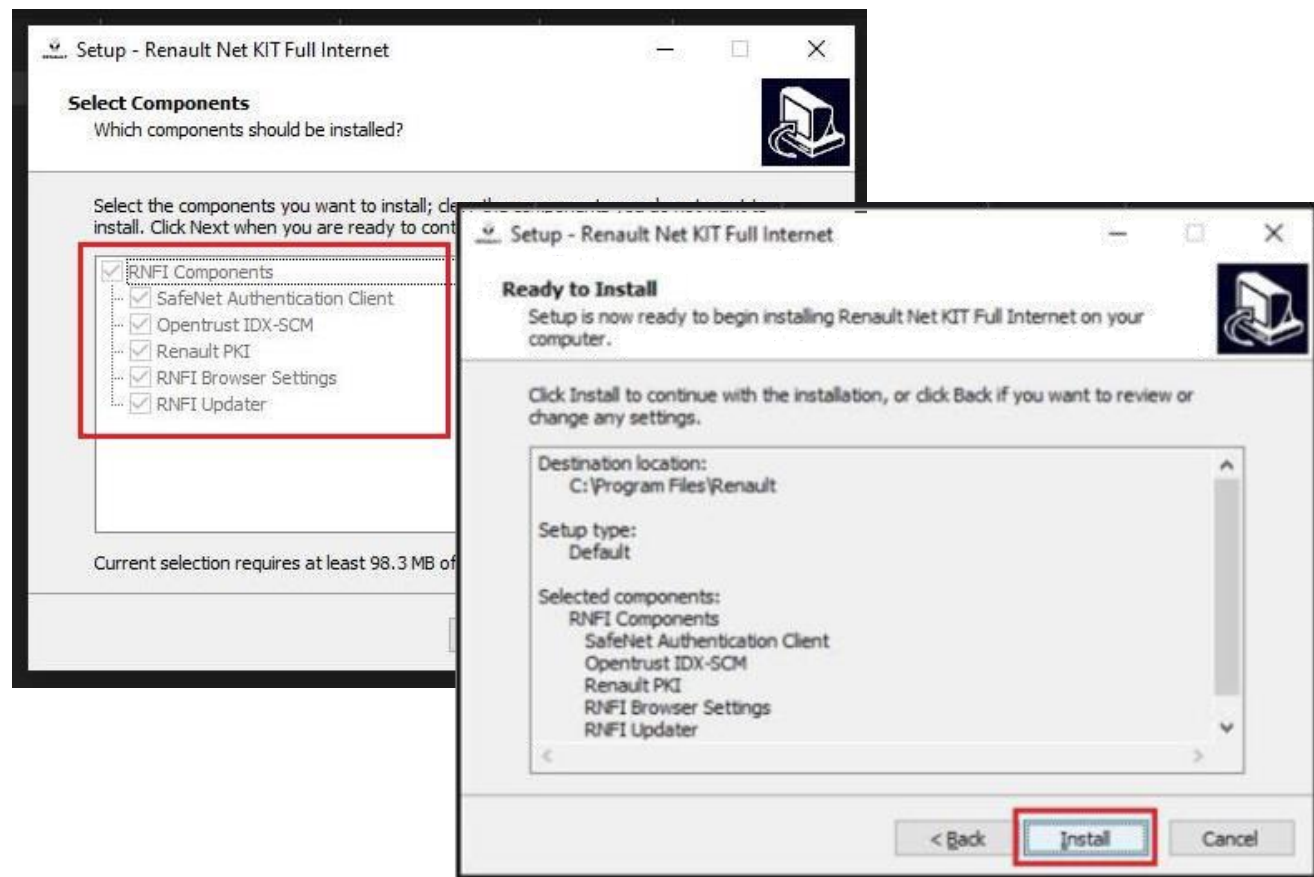 Setup - Renault Net KIT Full Internet
Select Components
Which components should be installed?
Select the components you want to install;
install. Click Next when you are ready to
RNFI Components
SafeNet Authentication Client
Opentrust IDX-SCM
Renault PKI
RNFI Browser Settings
RNFI Updater
Current selection requires at least 98.3 MB of
Setup - Renault Net KIT Full Internet
Ready to Install
Setup is now ready to begin installing Renault Net KIT Full Internet on your
computer.
Click Install to continue with the installation, or click Back if you want to review or
change any settings.
Destination location:
C:\Program Files\Renault
Setup type:
Default
Selected components:
RNFI Components
SafeNet Authentication Client
Opentrust IDX-SCM
Renault PKI
RNFI Browser Settings
RNFI Updater
< Back
Install
Cancel